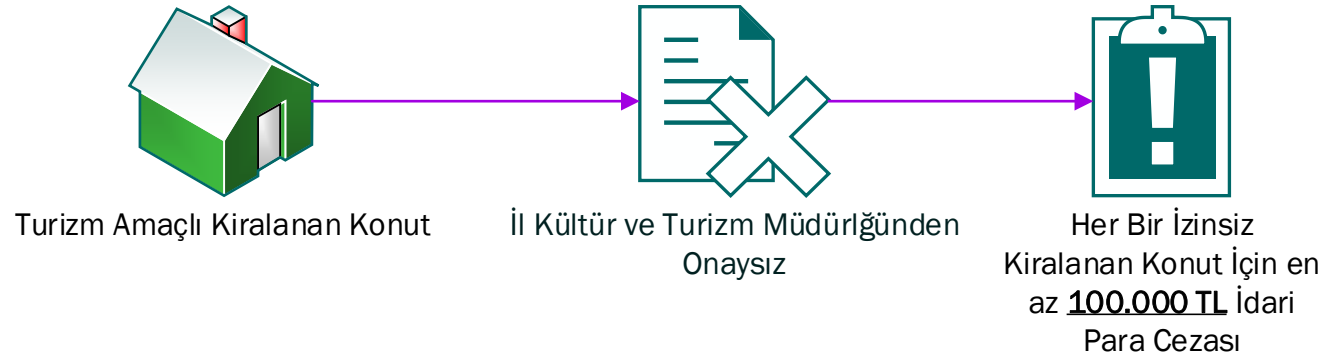 Turizm Amaçlı Kiralanan Konut
İl Kültür ve Turizm Müdürlğünden
Onaysız
Her Bir İzinsiz
Kiralanan Konut İçin en
az 100.000 TL İdari
Para Cezası